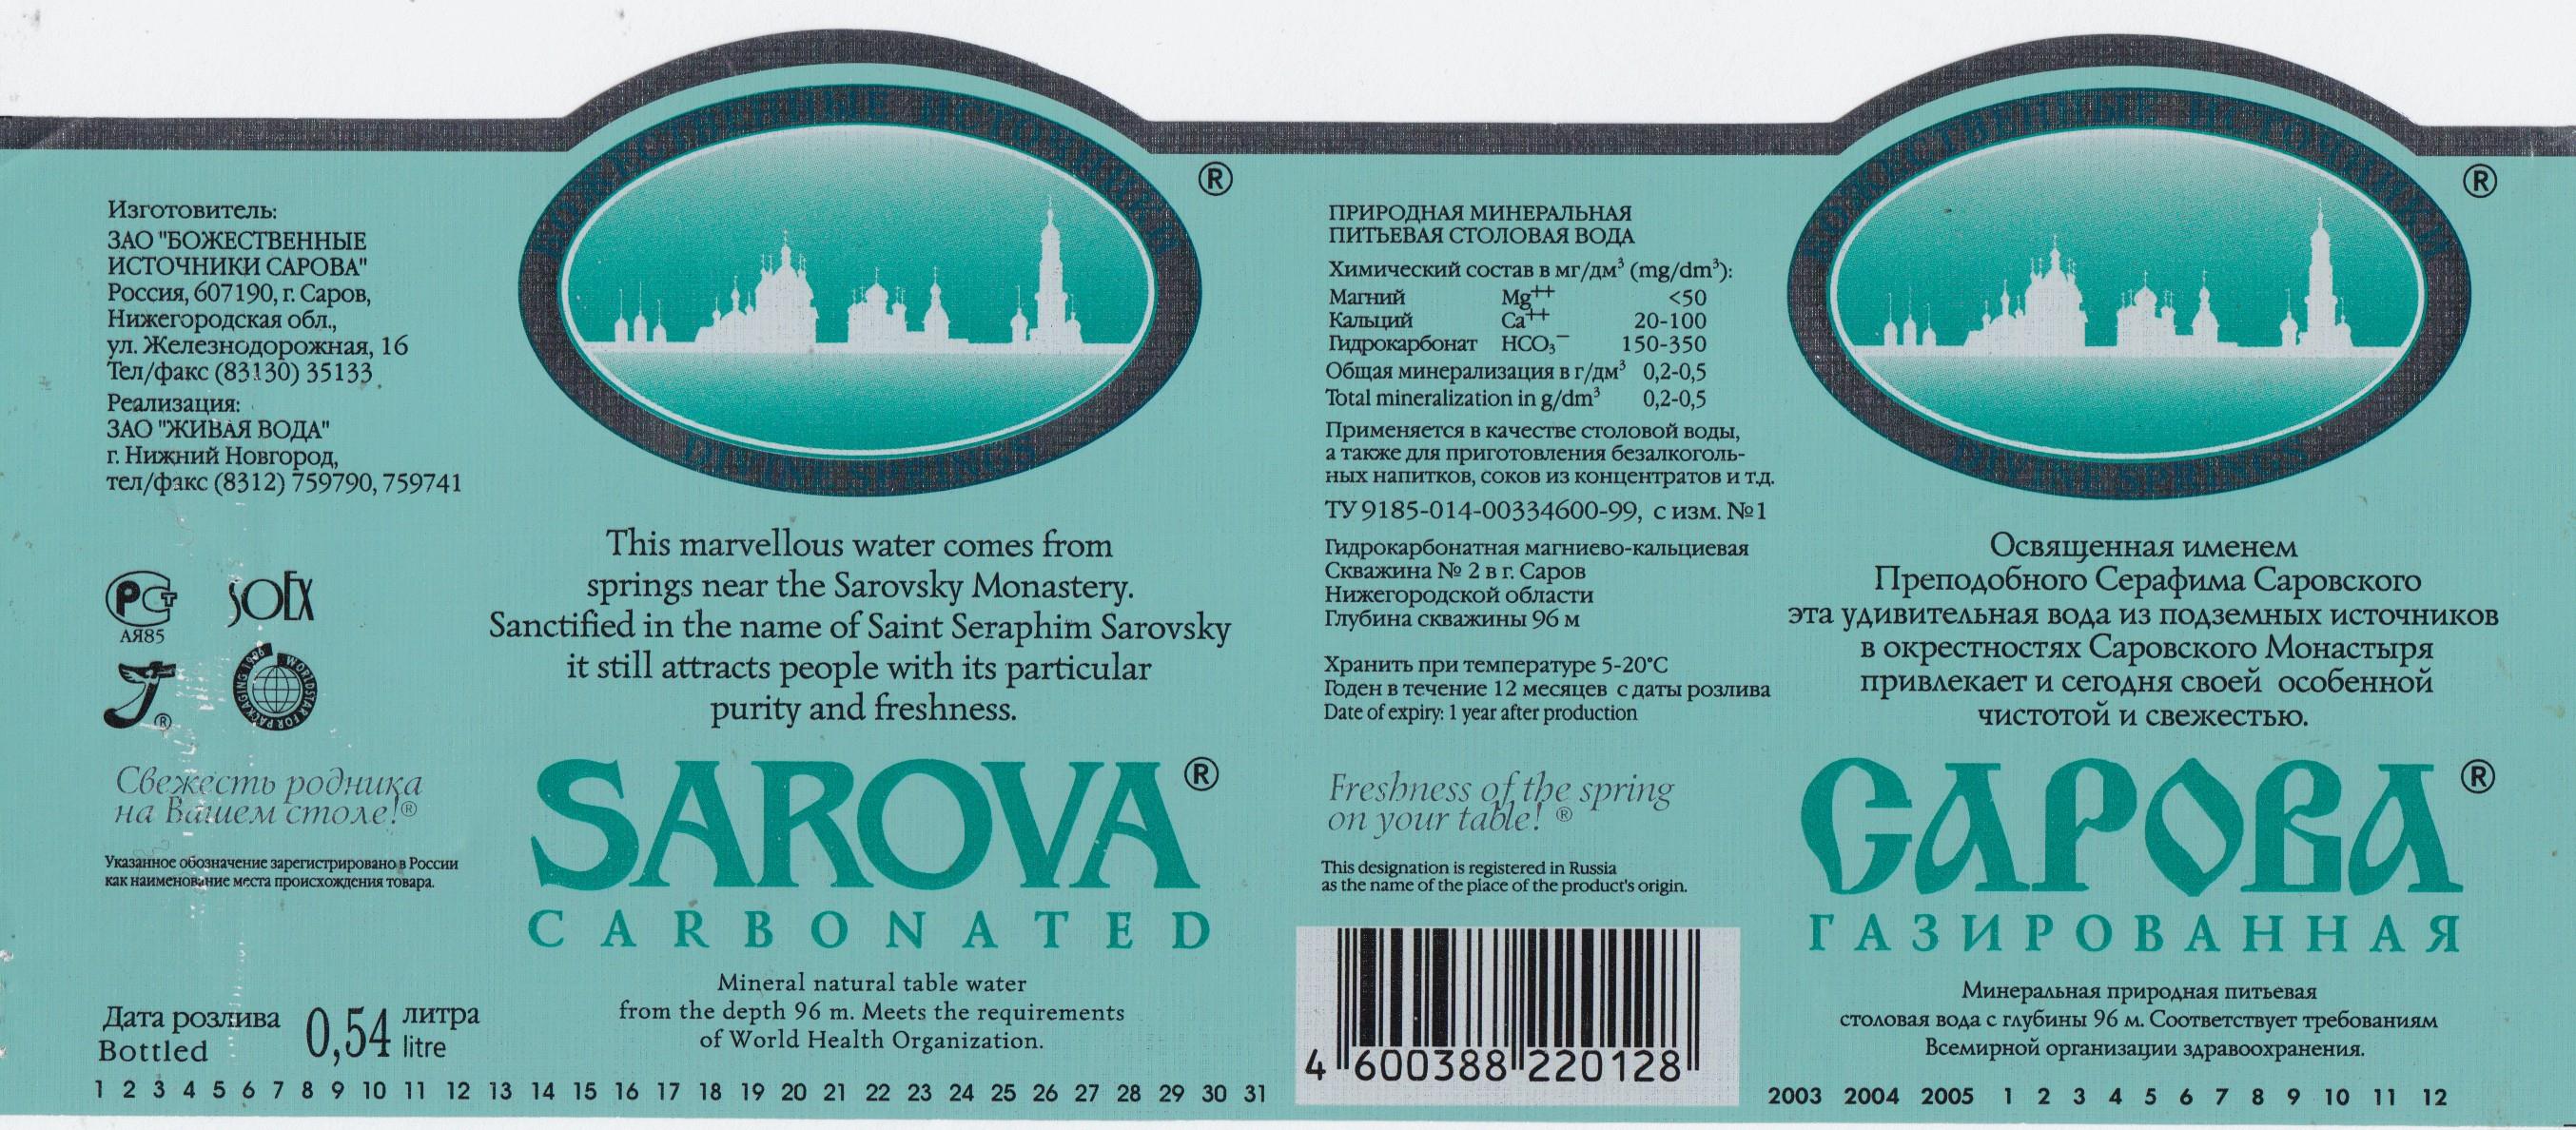 Изготовитель:
ЗАО "БОЖЕСТВЕННЫЕ
ИСТОЧНИКИ САРОВА"
Россия, 607190, г. Саров,
Нижегородская обл.,
ул. Железнодорожная, 16
Тел/факс (83130) 35133
Реализация:
ЗАО "ЖИВАЯ ВОДА"
г. Нижний Новгород,
тел/факс (8312) 759790, 759741
РСТ
АЯ85
SOEX
®
WORLDSTAR FOR PACKAGING 1996
Свежесть родника
на Вашем столе!®
Указанное обозначение зарегистрировано в России
как наименование места происхождения товара.
Дата розлива
Bottled
0,54 литра
litre
БОЖЕСТВЕННЫЕ ИСТОЧНИКИ
®
DIVINE SPRINGS
This marvellous water comes from
springs near the Sarovsky Monastery.
Sanctified in the name of Saint Seraphim Sarovsky
it still attracts people with its particular
purity and freshness.
SAROVA®
CARBONATED
Mineral natural table water
from the depth 96 m. Meets the requirements
of World Health Organization.
1 2 3 4 5 6 7 8 9 10 11 12 13 14 15 16 17 18 19 20 21 22 23 24 25 26 27 28 29 30 31
ПРИРОДНАЯ МИНЕРАЛЬНАЯ
ПИТЬЕВАЯ СТОЛОВАЯ ВОДА
Химический состав в мг/дм³ (mg/dm³):
Магний Mg⁺⁺ <50
Кальций Ca⁺⁺ 20-100
Гидрокарбонат HCO₃⁻ 150-350
Общая минерализация в г/дм³ 0,2-0,5
Total mineralization in g/dm³ 0,2-0,5
Применяется в качестве столовой воды,
а также для приготовления безалкоголь-
ных напитков, соков из концентратов и т.д.
ТУ 9185-014-00334600-99, с изм. №1
Гидрокарбонатная магниево-кальциевая
Скважина № 2 в г. Саров
Нижегородской области
Глубина скважины 96 м
Хранить при температуре 5-20°С
Годен в течение 12 месяцев с даты розлива
Date of expiry: 1 year after production
Freshness of the spring
on your table! ®
This designation is registered in Russia
as the name of the place of the product's origin.
4 600388 220128
БОЖЕСТВЕННЫЕ ИСТОЧНИКИ
®
DIVINE SPRINGS
Освященная именем
Преподобного Серафима Саровского
эта удивительная вода из подземных источников
в окрестностях Саровского Монастыря
привлекает и сегодня своей особенной
чистотой и свежестью.
САРОВА®
ГАЗИРОВАННАЯ
Минеральная природная питьевая
столовая вода с глубины 96 м. Соответствует требованиям
Всемирной организации здравоохранения.
2003 2004 2005 1 2 3 4 5 6 7 8 9 10 11 12